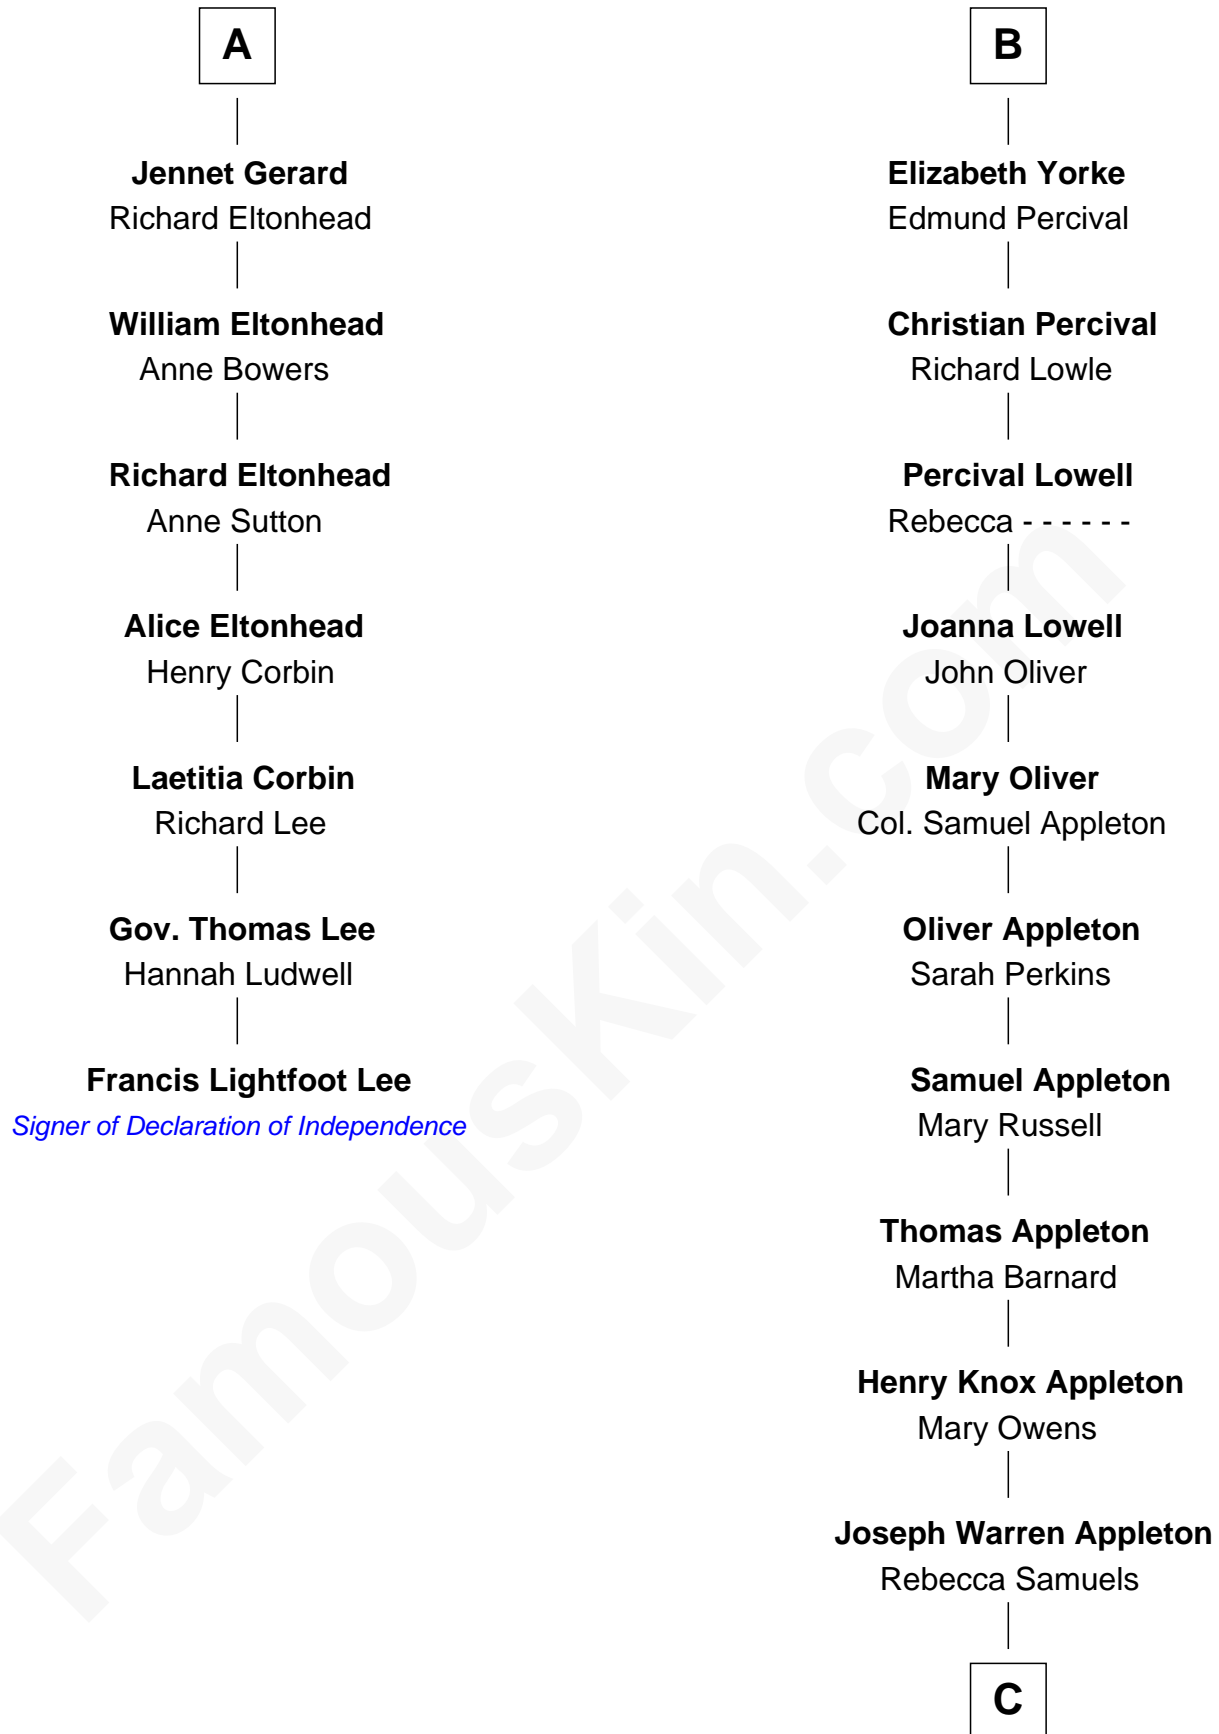 A
Jennet Gerard
Richard Eltonhead
William Eltonhead
Anne Bowers
Richard Eltonhead
Anne Sutton
Alice Eltonhead
Henry Corbin
Laetitia Corbin
Richard Lee
Gov. Thomas Lee
Hannah Ludwell
Francis Lightfoot Lee
Signer of Declaration of Independence
B
Elizabeth Yorke
Edmund Percival
Christian Percival
Richard Lowle
Percival Lowell
Rebecca - - - - - -
Joanna Lowell
John Oliver
Mary Oliver
Col. Samuel Appleton
Oliver Appleton
Sarah Perkins
Samuel Appleton
Mary Russell
Thomas Appleton
Martha Barnard
Henry Knox Appleton
Mary Owens
Joseph Warren Appleton
Rebecca Samuels
C
FamousKin.com